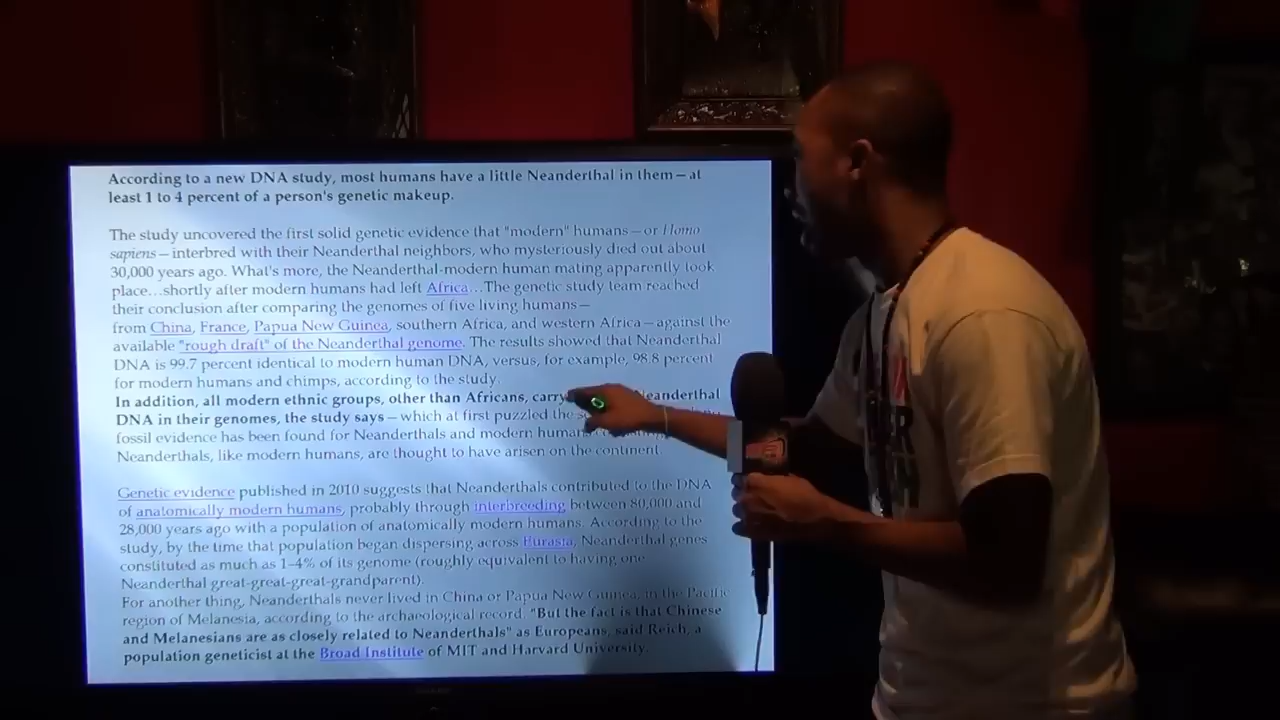 According to a new DNA study, most humans have a little Neanderthal in them—at
least 1 to 4 percent of a person's genetic makeup.
The study uncovered the first solid genetic evidence that "modern" humans—or Homo
sapiens—interbred with their Neanderthal neighbors, who mysteriously died out about
30,000 years ago. What's more, the Neanderthal-modern human mating apparently took
place…shortly after modern humans had left Africa…The genetic study team reached
their conclusion after comparing the genomes of five living humans—
from China, France, Papua New Guinea, southern Africa, and western Africa—against the
available "rough draft" of the Neanderthal genome. The results showed that Neanderthal
DNA is 99.7 percent identical to modern human DNA, versus, for example, 98.8 percent
for modern humans and chimps, according to the study.
In addition, all modern ethnic groups, other than Africans, carry Neanderthal
DNA in their genomes, the study says—which at first puzzled the
fossil evidence has been found for Neanderthals and modern humans
Neanderthals, like modern humans, are thought to have arisen on the continent.
Genetic evidence published in 2010 suggests that Neanderthals contributed to the DNA
of anatomically modern humans, probably through interbreeding between 80,000 and
28,000 years ago with a population of anatomically modern humans. According to the
study, by the time that population began dispersing across Eurasia, Neanderthal genes
constituted as much as 1–4% of its genome (roughly equivalent to having one
Neanderthal great-great-great-grandparent).
For another thing, Neanderthals never lived in China or Papua New Guinea, in the Pacific
region of Melanesia, according to the archaeological record. "But the fact is that Chinese
and Melanesians are as closely related to Neanderthals" as Europeans, said Reich, a
population geneticist at the Broad Institute of MIT and Harvard University.